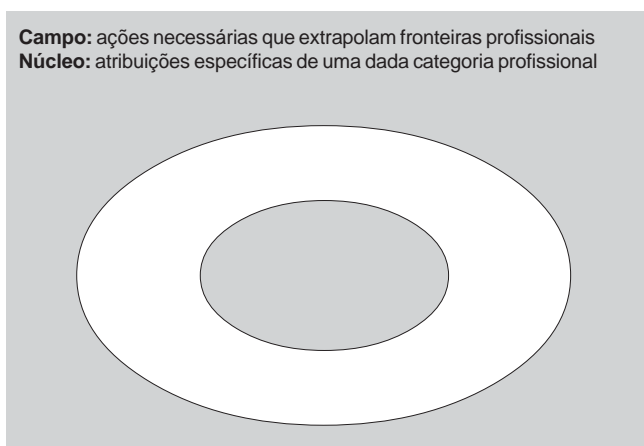 Campo: ações necessárias que extrapolam fronteiras profissionais
Núcleo: atribuições específicas de uma dada categoria profissional